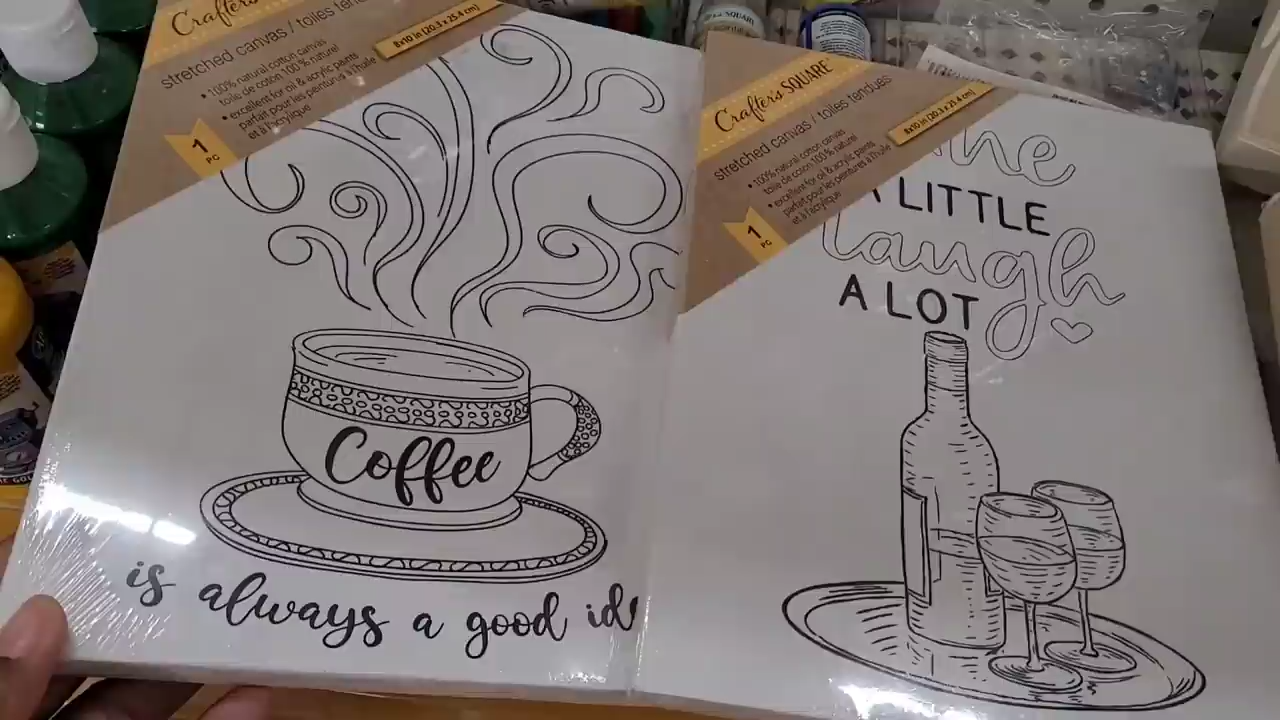 Crafter's
stretched canvas / toiles
8x10 in (20.3 x 25.4 cm)
• 100% natural cotton canvas
toile de coton 100 % naturel
• excellent for oil & acrylic paints
parfait pour les peintures à l'huile
et à l'acrylique
1
PC
Coffee
is always a good
Crafter's SQUARE
stretched canvas / toiles tendues
8x10 in (20.3 x 25.4 cm)
• 100% natural cotton canvas
toile de coton 100% naturel
• excellent for oil & acrylic paints
parfait pour les peintures à l'huile
et à l'acrylique
1
PC
A LITTLE
laugh
A LOT
SQUARE